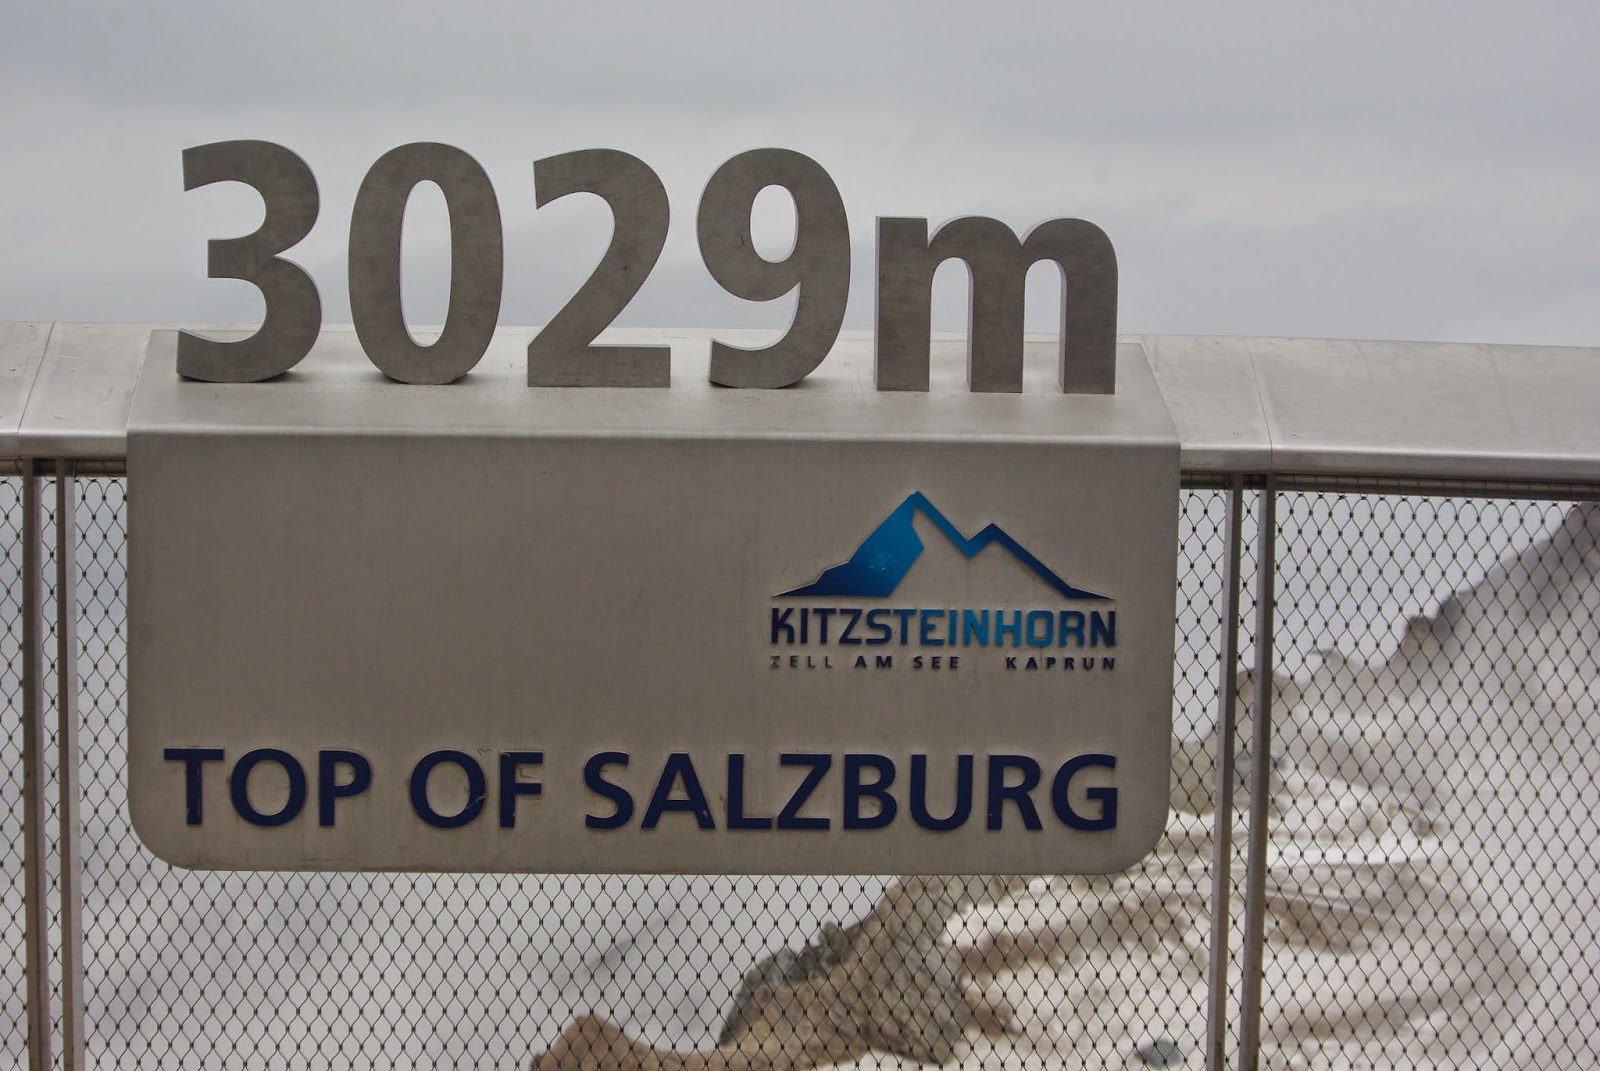 3029m
KITZSTEINHORN
ZELL AM SEE KAPRUN
TOP OF SALZBURG